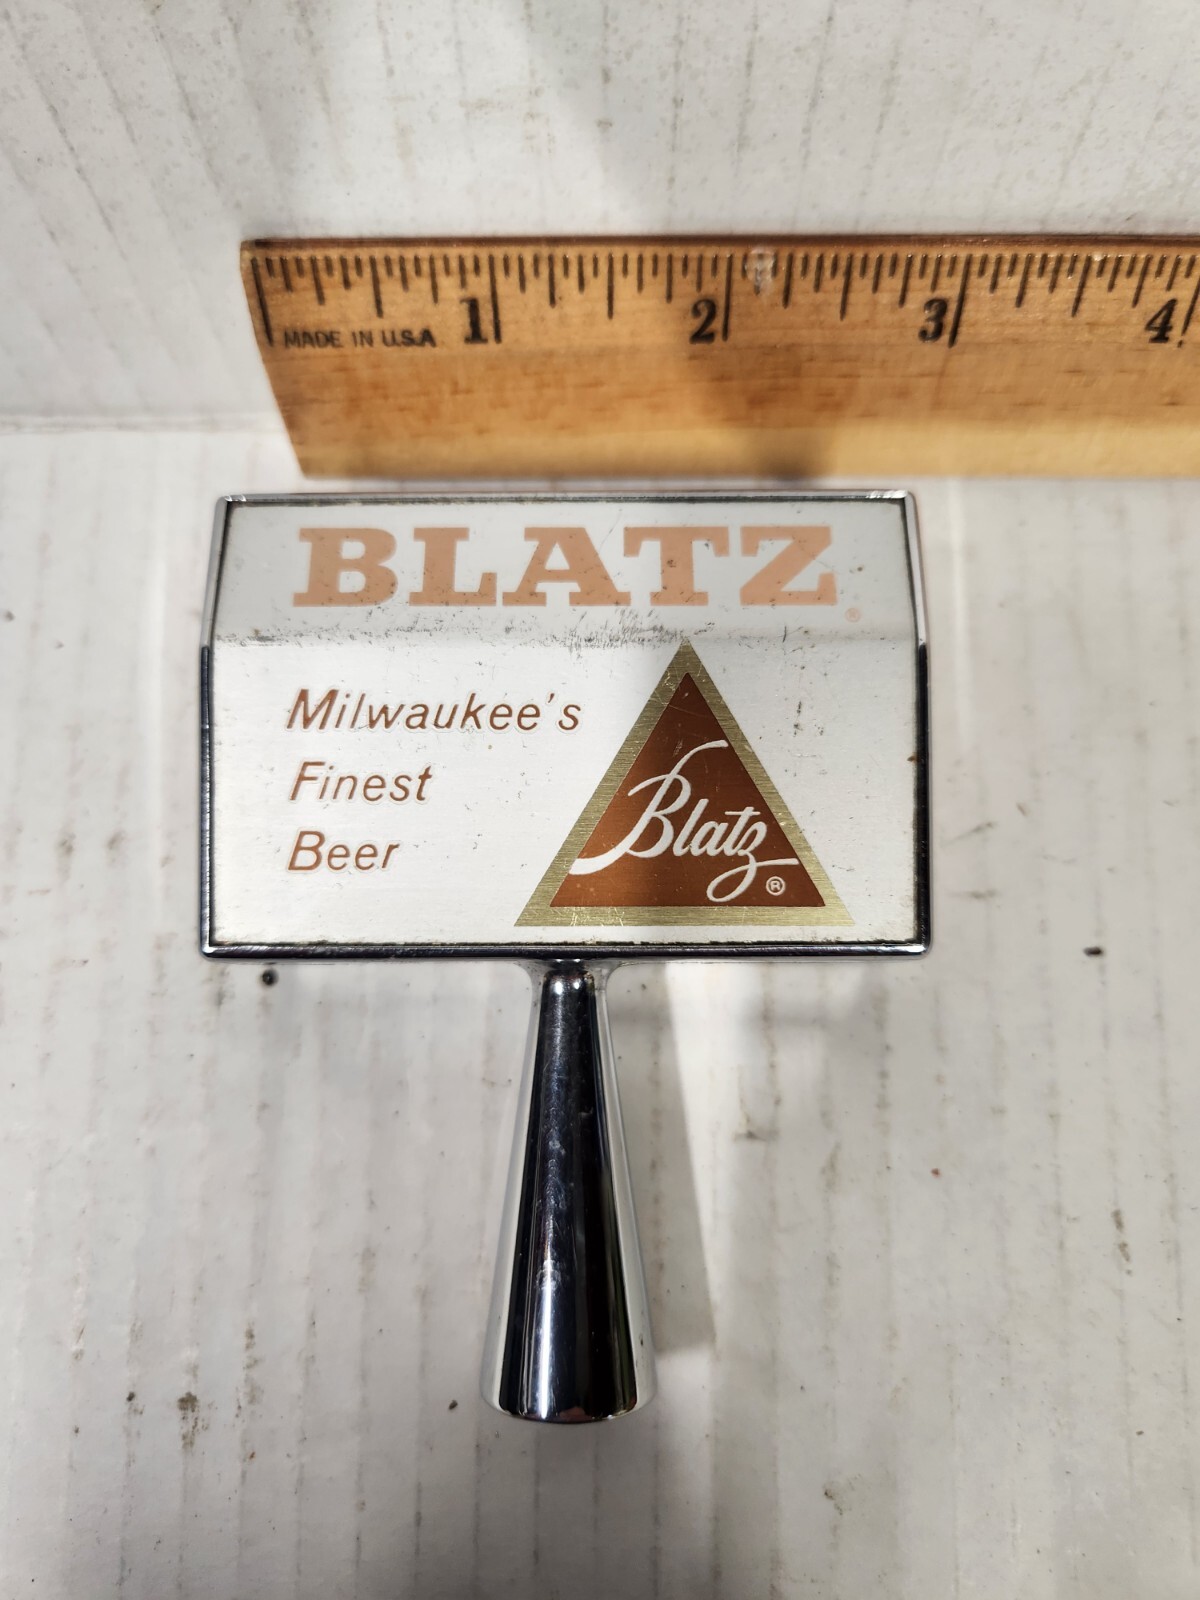 MADE IN U.S.A 1 2 3 4
BLATZ®
Milwaukee's
Finest
Beer
Blatz®